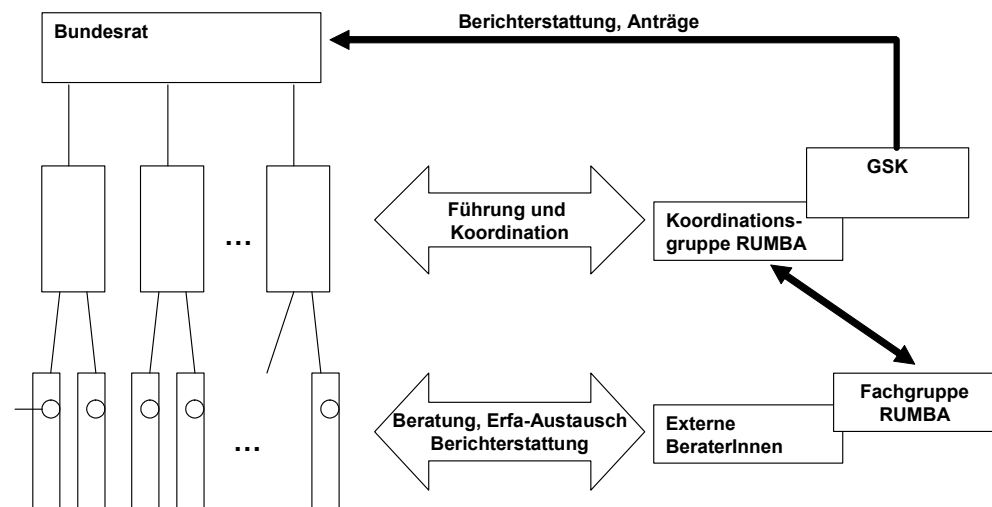 Berichterstattung, Anträge
Bundesrat
GSK
Führung und
Koordination
Koordinations-
gruppe RUMBA
...
Fachgruppe
RUMBA
Beratung, Erfa-Austausch
Berichterstattung
Externe
BeraterInnen
...